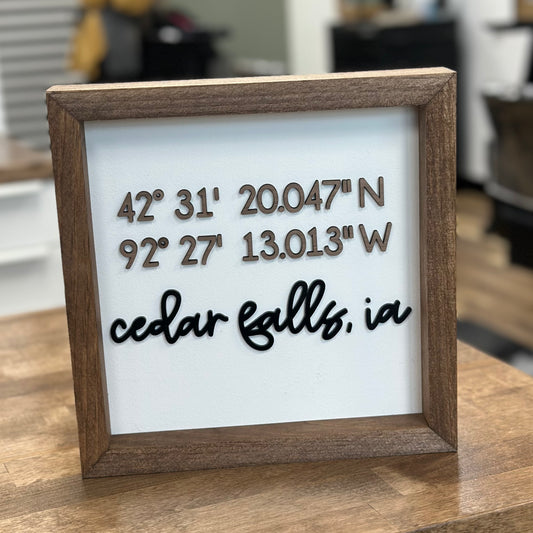 42° 31' 20.047" N
92° 27' 13.013" W
cedar falls, ia